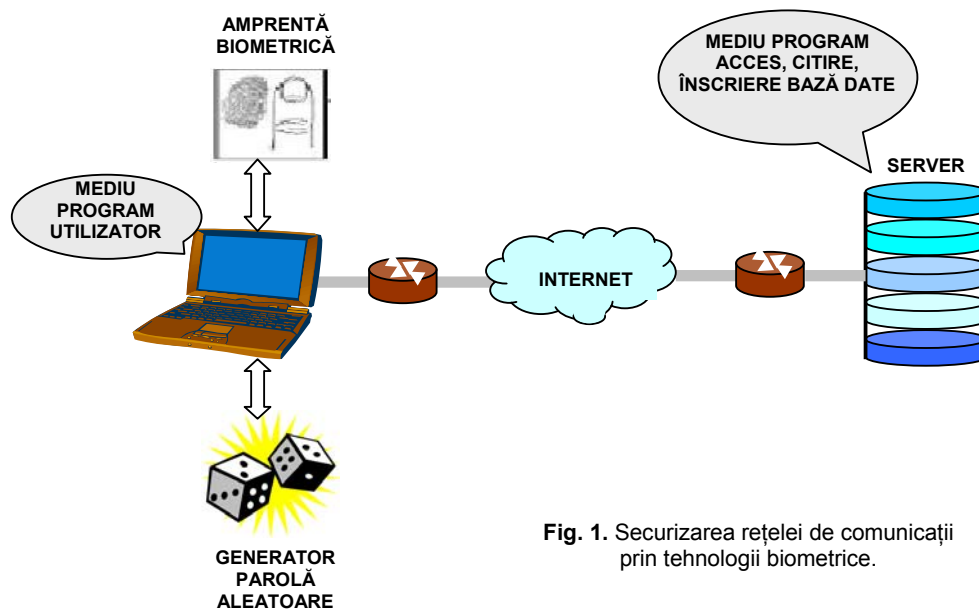 AMPRENTĂ
BIOMETRICĂ
MEDIU PROGRAM
ACCES, CITIRE,
ÎNSCRIERE BAZĂ DATE
SERVER
MEDIU
PROGRAM
UTILIZATOR
INTERNET
GENERATOR
PAROLĂ
ALEATOARE
Fig. 1. Securizarea rețelei de comunicații
prin tehnologii biometrice.